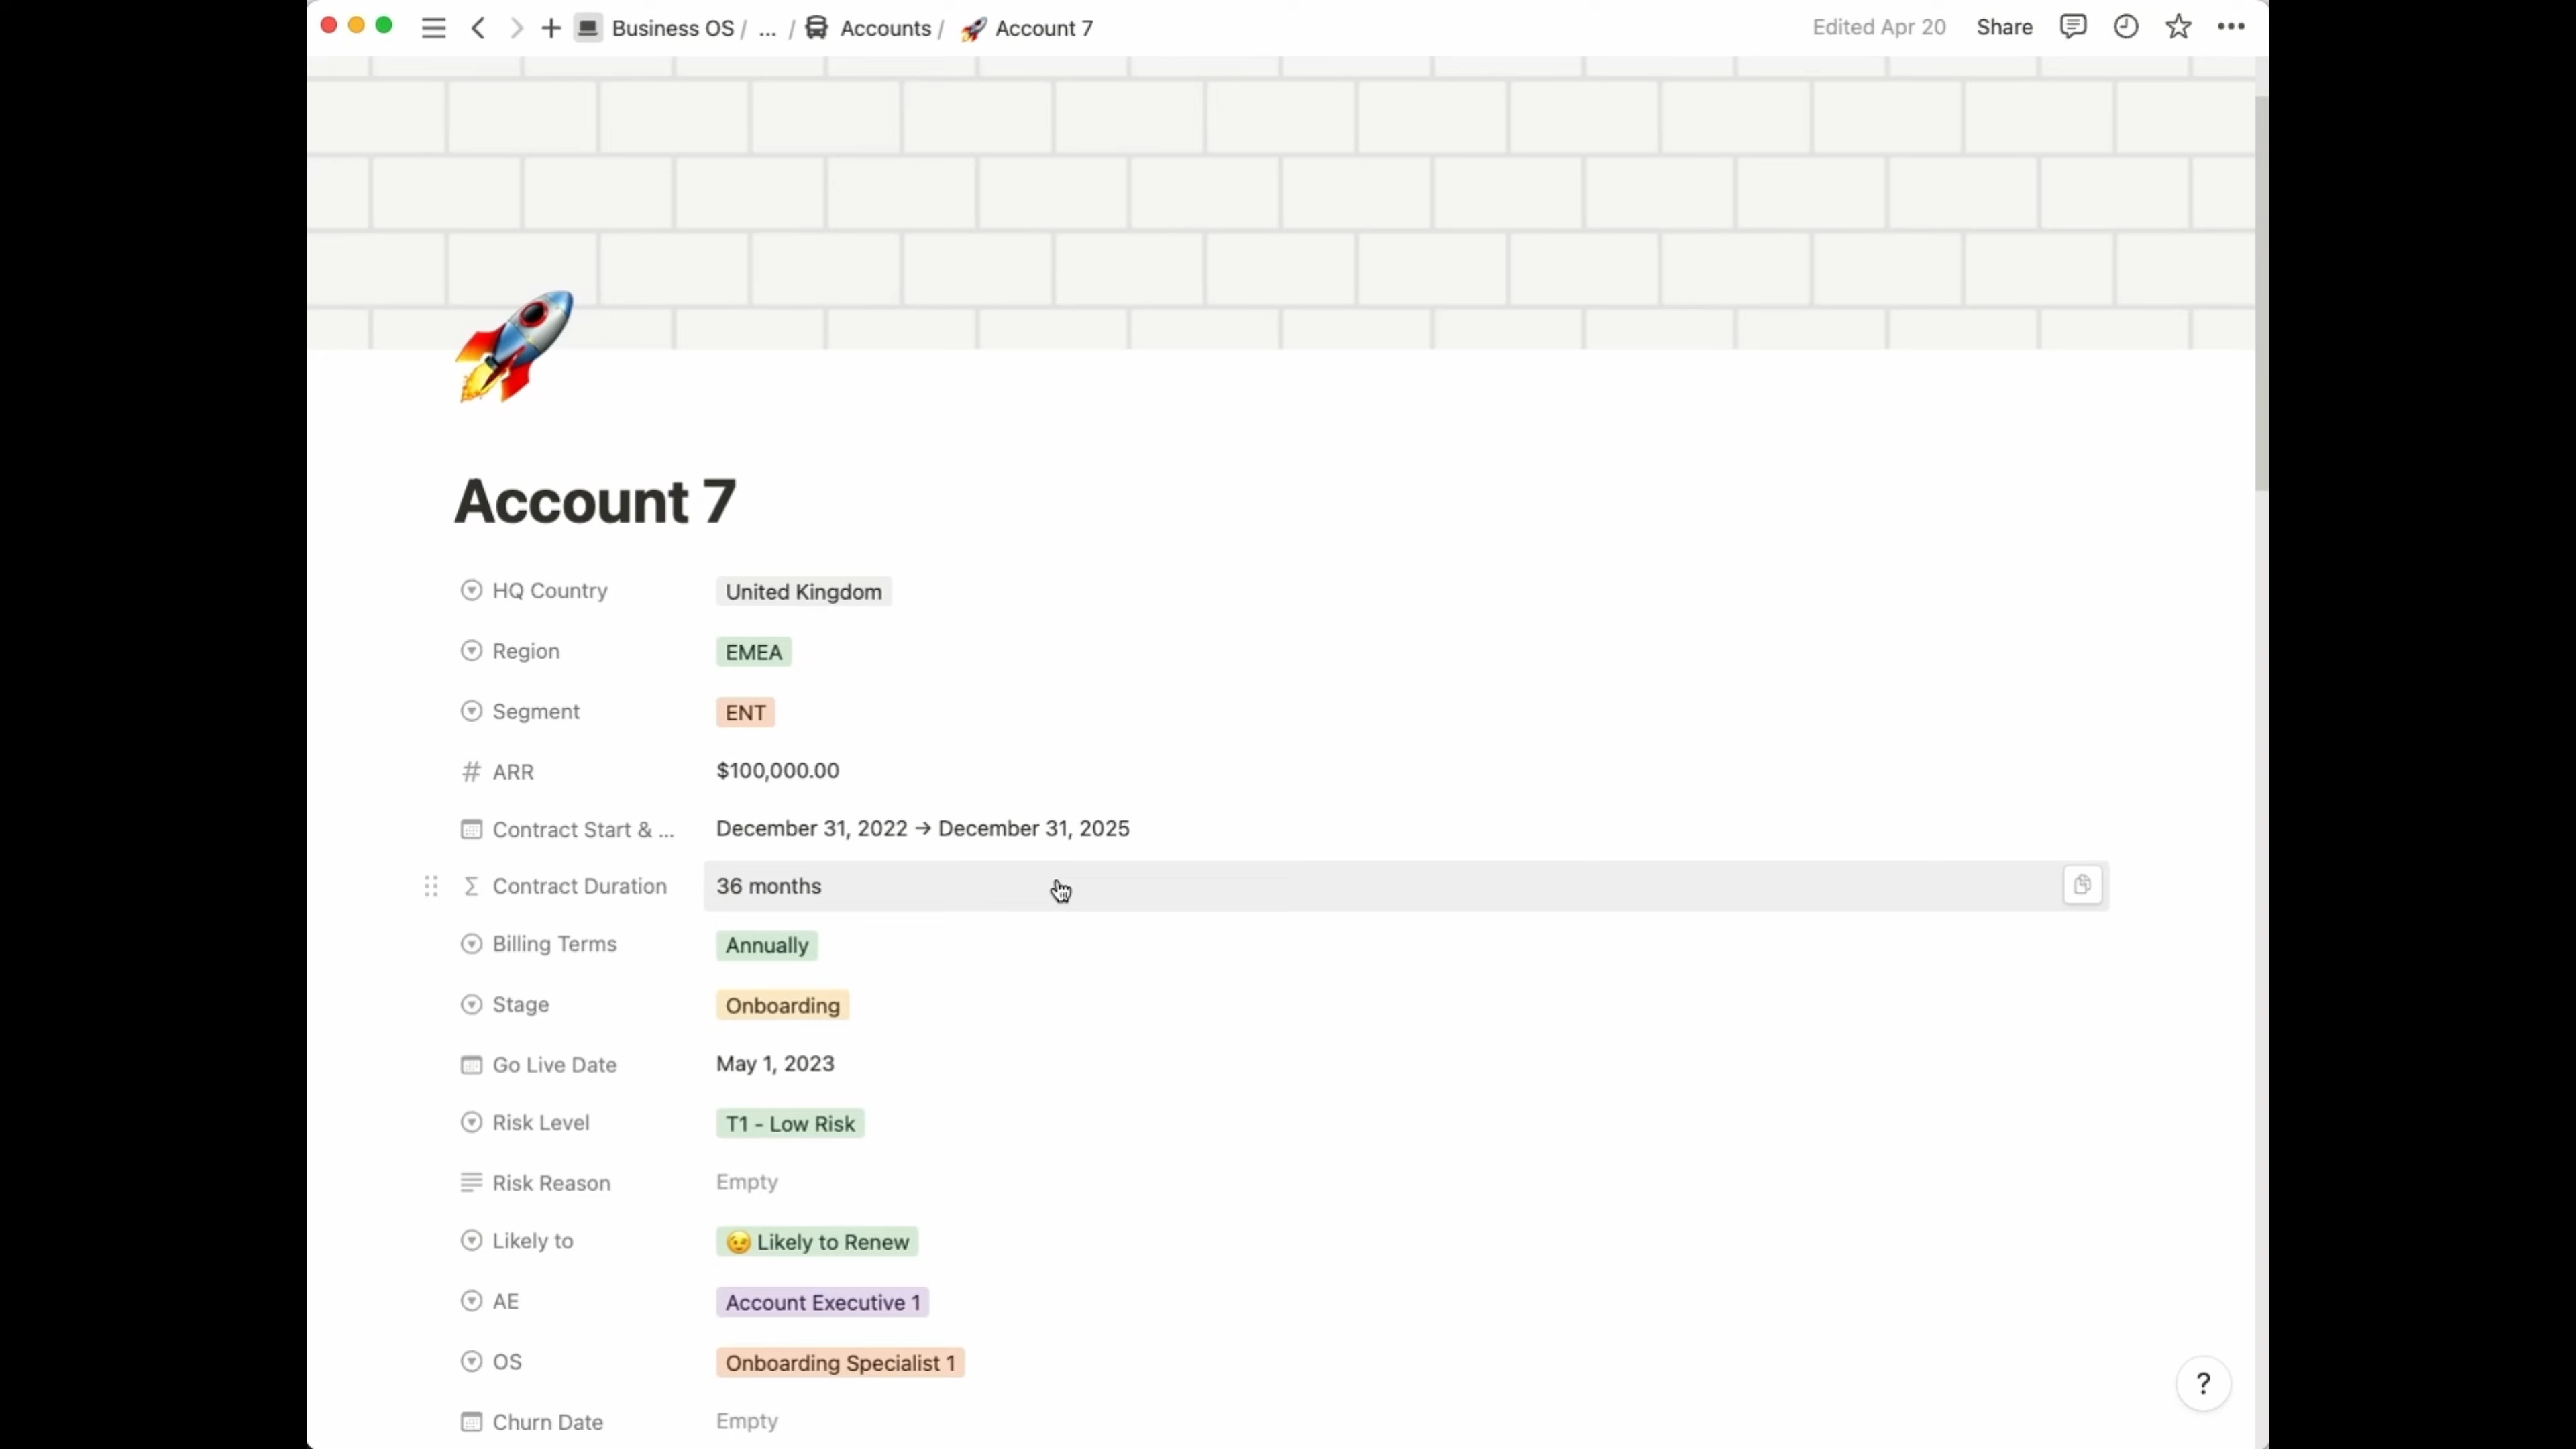 Business OS / ... / Accounts / Account 7
Edited Apr 20 Share
Account 7
HQ Country United Kingdom
Region EMEA
Segment ENT
ARR $100,000.00
Contract Start & ... December 31, 2022 → December 31, 2025
Contract Duration 36 months
Billing Terms Annually
Stage Onboarding
Go Live Date May 1, 2023
Risk Level T1 - Low Risk
Risk Reason Empty
Likely to 😉 Likely to Renew
AE Account Executive 1
OS Onboarding Specialist 1
Churn Date Empty
?